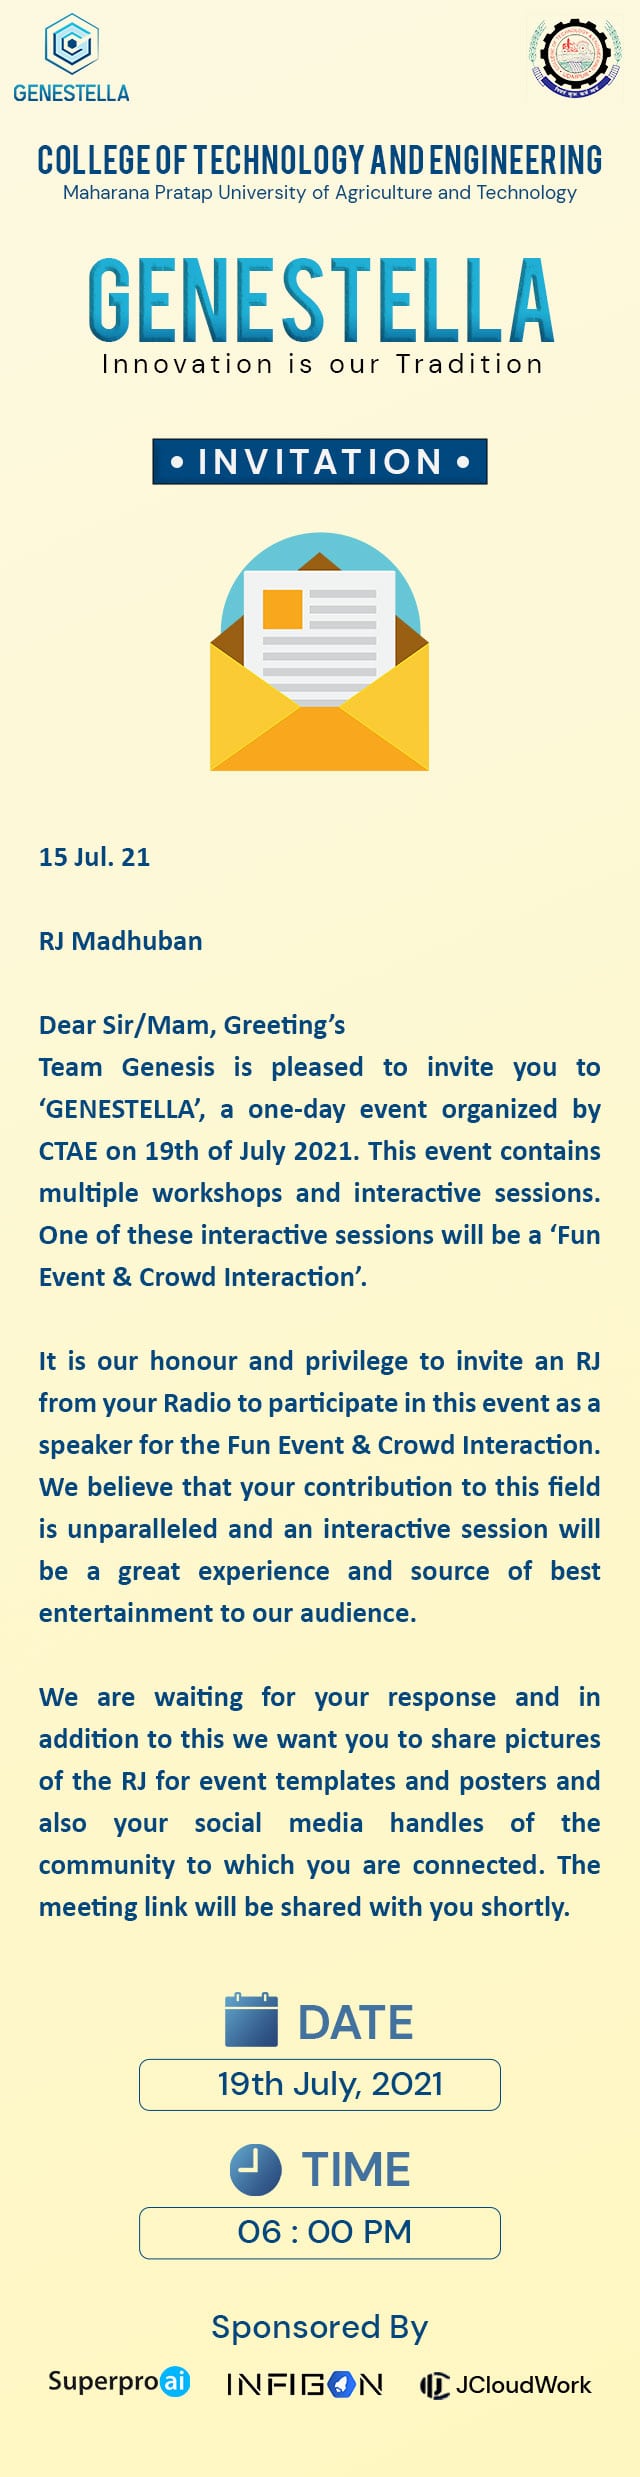 GENESTELLA
COLLEGE OF TECHNOLOGY AND ENGINEERING
Maharana Pratap University of Agriculture and Technology
GENESTELLA
Innovation is our Tradition
• INVITATION •
15 Jul. 21
RJ Madhuban
Dear Sir/Mam, Greeting’s
Team Genesis is pleased to invite you to
‘GENESTELLA’, a one-day event organized by
CTAE on 19th of July 2021. This event contains
multiple workshops and interactive sessions.
One of these interactive sessions will be a ‘Fun
Event & Crowd Interaction’.
It is our honour and privilege to invite an RJ
from your Radio to participate in this event as a
speaker for the Fun Event & Crowd Interaction.
We believe that your contribution to this field
is unparalleled and an interactive session will
be a great experience and source of best
entertainment to our audience.
We are waiting for your response and in
addition to this we want you to share pictures
of the RJ for event templates and posters and
also your social media handles of the
community to which you are connected. The
meeting link will be shared with you shortly.
DATE
19th July, 2021
TIME
06 : 00 PM
Sponsored By
Superpro ai INFIGON JCloudWork